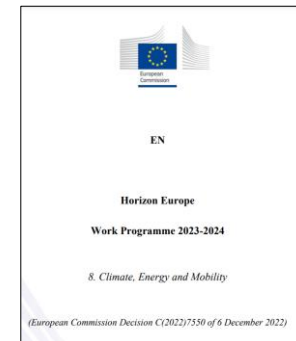 European
Commission
EN
Horizon Europe
Work Programme 2023-2024
8. Climate, Energy and Mobility
(European Commission Decision C(2022)7550 of 6 December 2022)